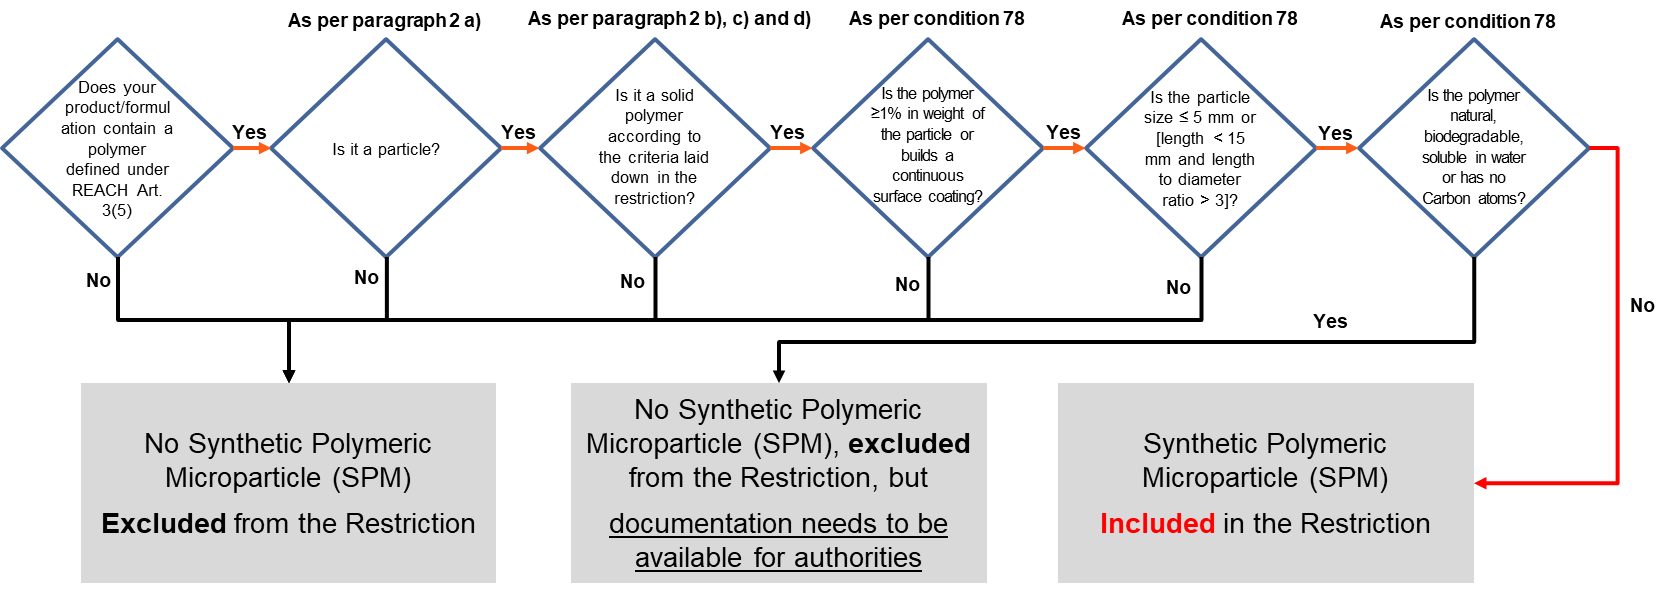 As per paragraph 2 a)
As per paragraph 2 b), c) and d)
As per condition 78
As per condition 78
As per condition 78
Does your
product/formul
ation contain a
polymer
defined under
REACH Art.
3(5)
Yes
Is it a particle?
Yes
Is it a solid
polymer
according to
the criteria laid
down in the
restriction?
Yes
Is the polymer
≥1% in weight of
the particle or
builds a
continuous
surface coating?
Yes
Is the particle
size ≤ 5 mm or
[length < 15
mm and length
to diameter
ratio > 3]?
Yes
Is the polymer
natural,
biodegradable,
soluble in water
or has no
Carbon atoms?
No
No
No
No
No
Yes
No
No Synthetic Polymeric
Microparticle (SPM)
Excluded from the Restriction
No Synthetic Polymeric
Microparticle (SPM), excluded
from the Restriction, but
documentation needs to be
available for authorities
Synthetic Polymeric
Microparticle (SPM)
Included in the Restriction